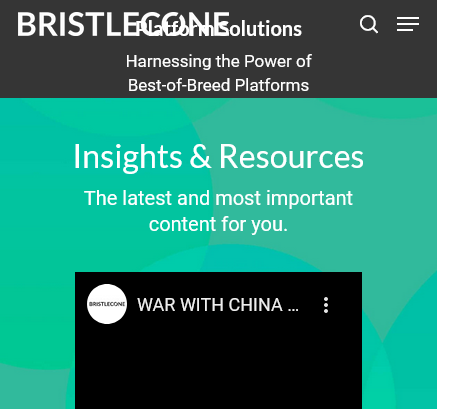 BRISTLECONE
Platform Solutions
Harnessing the Power of
Best-of-Breed Platforms
Insights & Resources
The latest and most important
content for you.
BRISTLECONE
WAR WITH CHINA ...